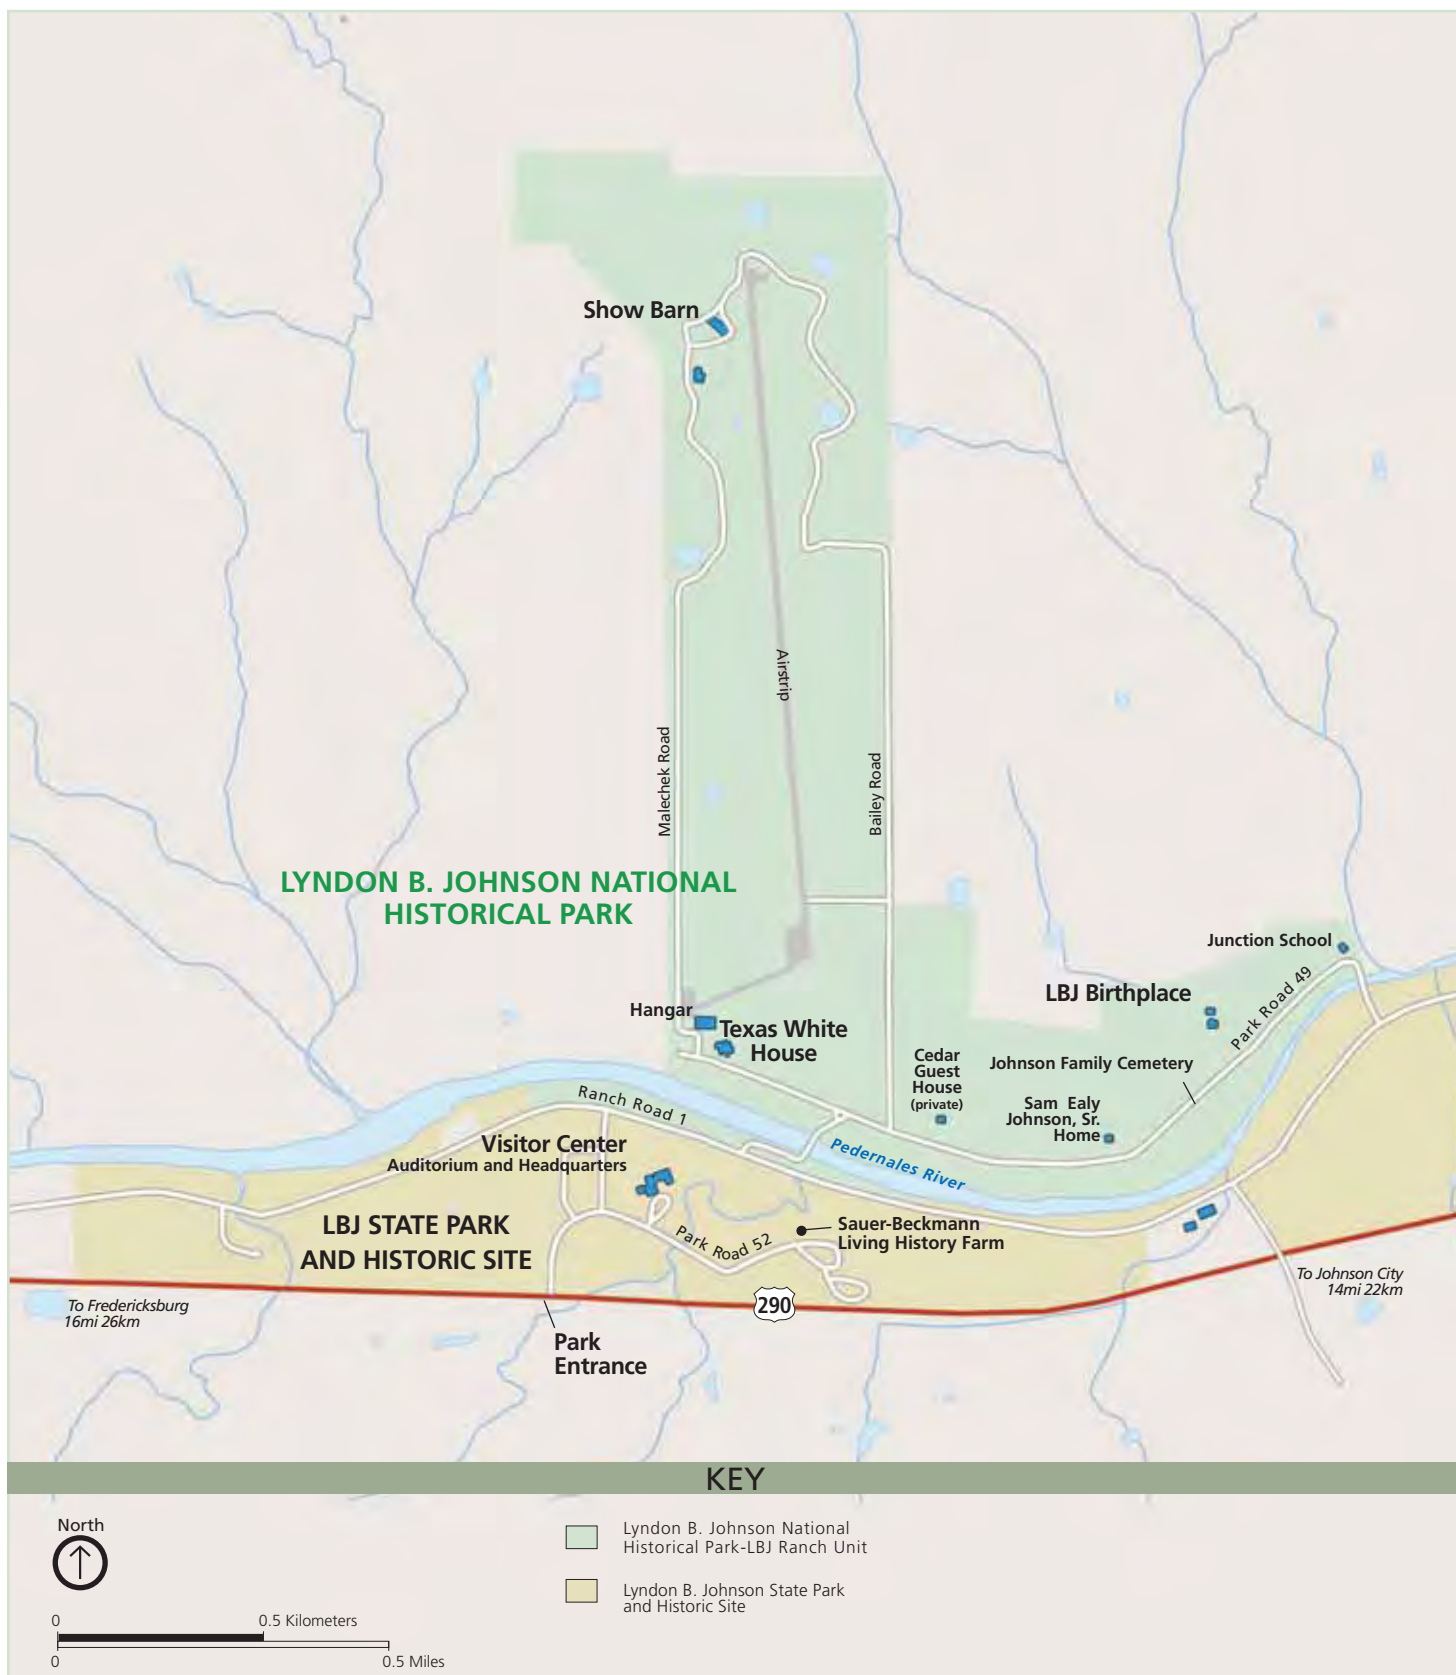 Show Barn
Airstrip
Malechek Road
Bailey Road
LYNDON B. JOHNSON NATIONAL
HISTORICAL PARK
Junction School
Park Road 49
LBJ Birthplace
Hangar
Texas White
House
Cedar
Guest
House
(private)
Johnson Family Cemetery
Sam Ealy
Johnson, Sr.
Home
Ranch Road 1
Visitor Center
Auditorium and Headquarters
Pedernales River
LBJ STATE PARK
AND HISTORIC SITE
Park Road 52
Sauer-Beckmann
Living History Farm
To Johnson City
14mi 22km
To Fredericksburg
16mi 26km
290
Park
Entrance
KEY
North
Lyndon B. Johnson National
Historical Park-LBJ Ranch Unit
Lyndon B. Johnson State Park
and Historic Site
0 0.5 Kilometers
0 0.5 Miles